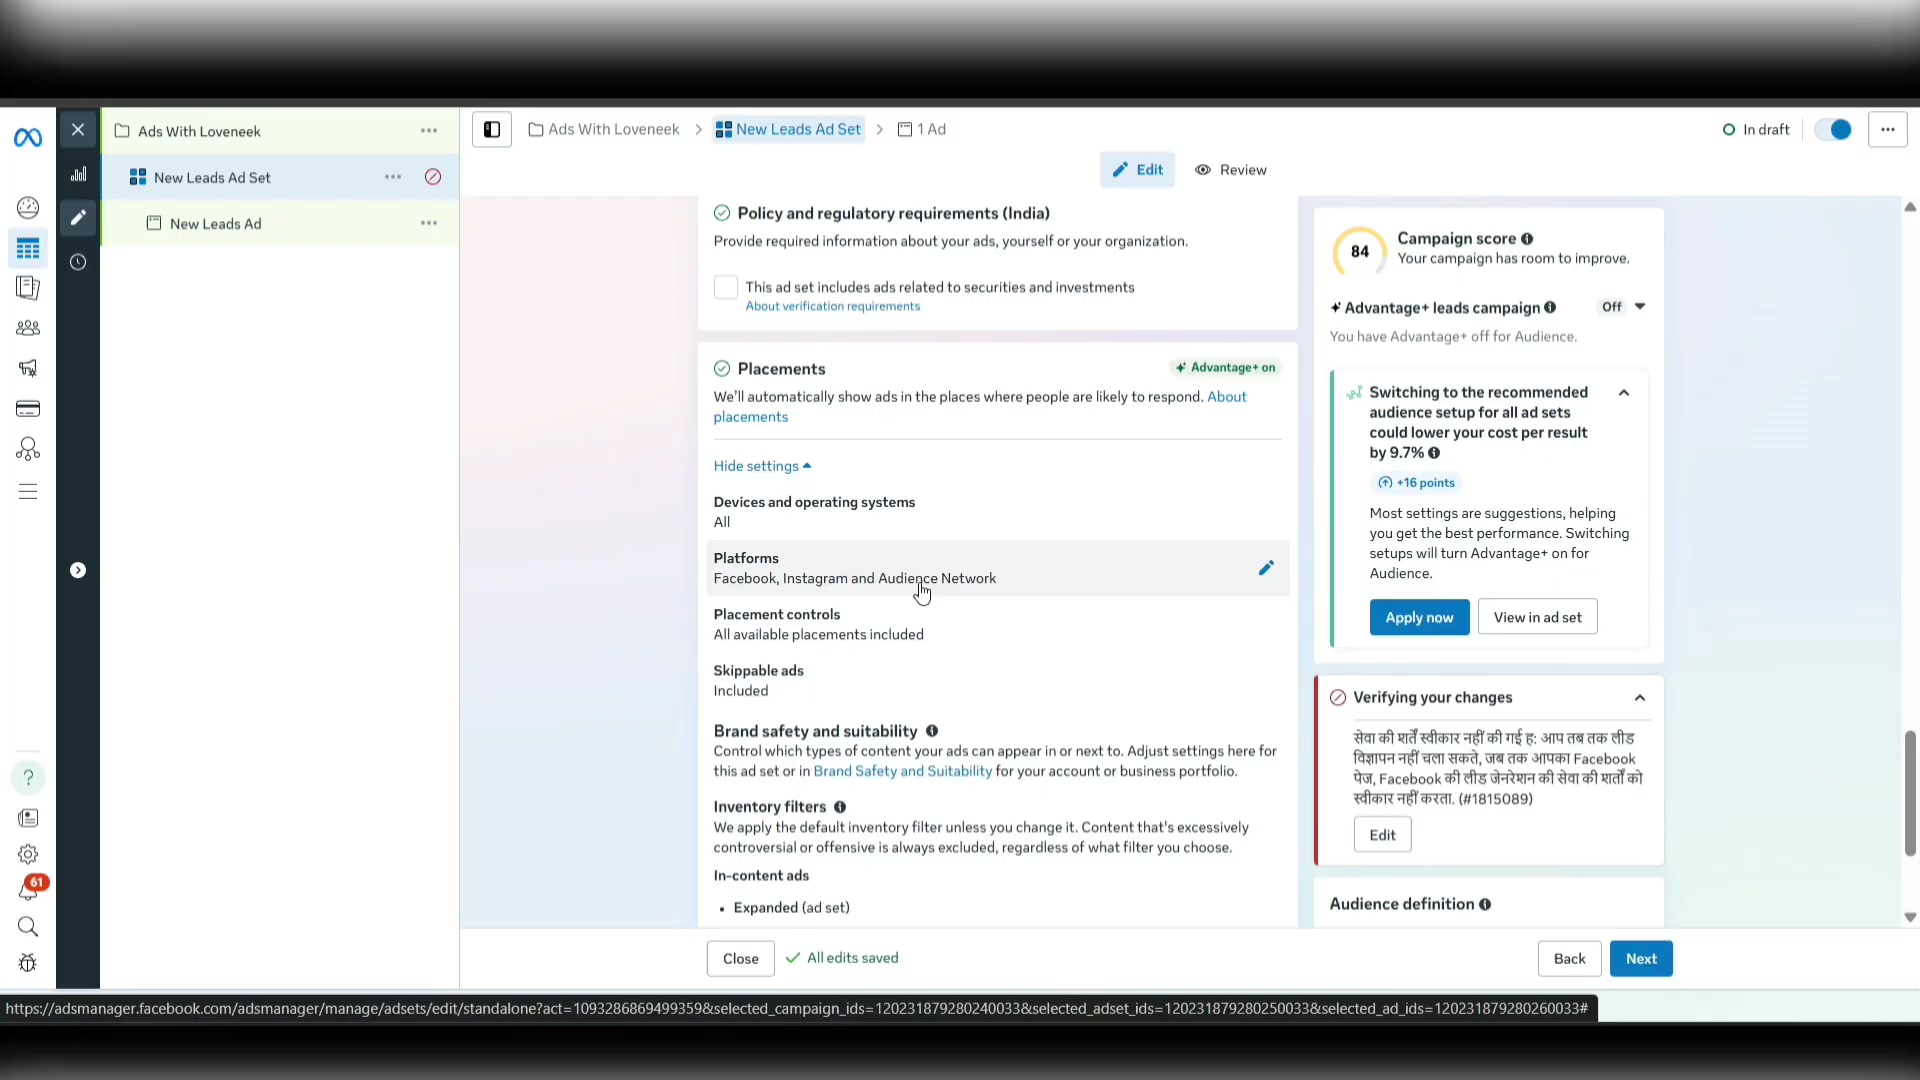 Ads With Loveneek
New Leads Ad Set
New Leads Ad
Ads With Loveneek > New Leads Ad Set > 1 Ad
In draft
Edit
Review
Policy and regulatory requirements (India)
Provide required information about your ads, yourself or your organization.
This ad set includes ads related to securities and investments
About verification requirements
Placements
Advantage+ on
We'll automatically show ads in the places where people are likely to respond. About
placements
Hide settings
Devices and operating systems
All
Platforms
Facebook, Instagram and Audience Network
Placement controls
All available placements included
Skippable ads
Included
Brand safety and suitability
Control which types of content your ads can appear in or next to. Adjust settings here for
this ad set or in Brand Safety and Suitability for your account or business portfolio.
Inventory filters
We apply the default inventory filter unless you change it. Content that's excessively
controversial or offensive is always excluded, regardless of what filter you choose.
In-content ads
• Expanded (ad set)
84
Campaign score
Your campaign has room to improve.
Advantage+ leads campaign
Off
You have Advantage+ off for Audience.
Switching to the recommended
audience setup for all ad sets
could lower your cost per result
by 9.7%
+16 points
Most settings are suggestions, helping
you get the best performance. Switching
setups will turn Advantage+ on for
Audience.
Apply now
View in ad set
Verifying your changes
सेवा की शर्तें स्वीकार नहीं की गई ह: आप तब तक लीड
विज्ञापन नहीं चला सकते, जब तक आपका Facebook
पेज, Facebook की लीड जेनरेशन की सेवा की शर्तों को
स्वीकार नहीं करता. (#1815089)
Edit
Audience definition
61
Close
All edits saved
Back
Next
https://adsmanager.facebook.com/adsmanager/manage/adsets/edit/standalone?act=1093286869499359&selected_campaign_ids=120231879280240033&selected_adset_ids=120231879280250033&selected_ad_ids=120231879280260033#